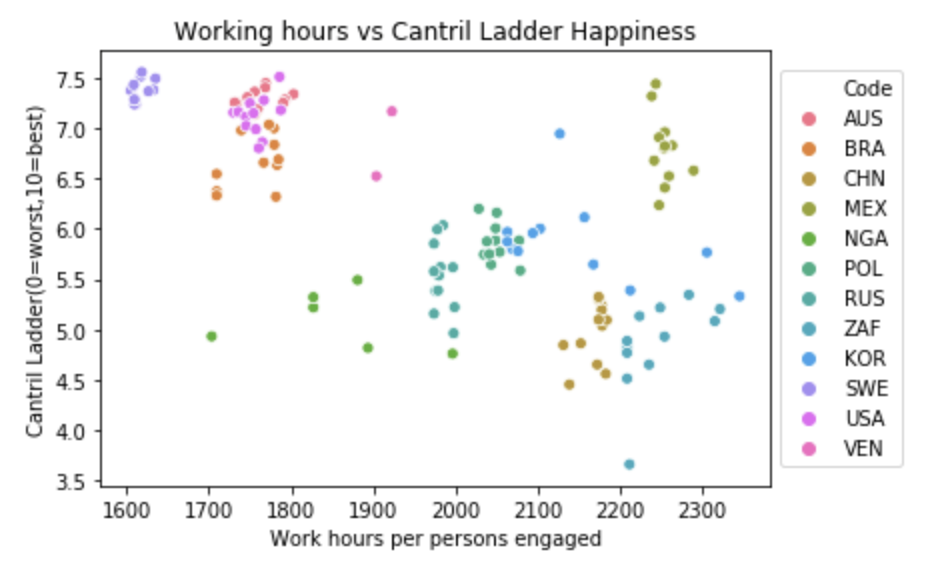 Working hours vs Cantril Ladder Happiness
Cantril Ladder(0=worst,10=best)
7.5
7.0
6.5
6.0
5.5
5.0
4.5
4.0
3.5
1600 1700 1800 1900 2000 2100 2200 2300
Work hours per persons engaged
Code
AUS
BRA
CHN
MEX
NGA
POL
RUS
ZAF
KOR
SWE
USA
VEN